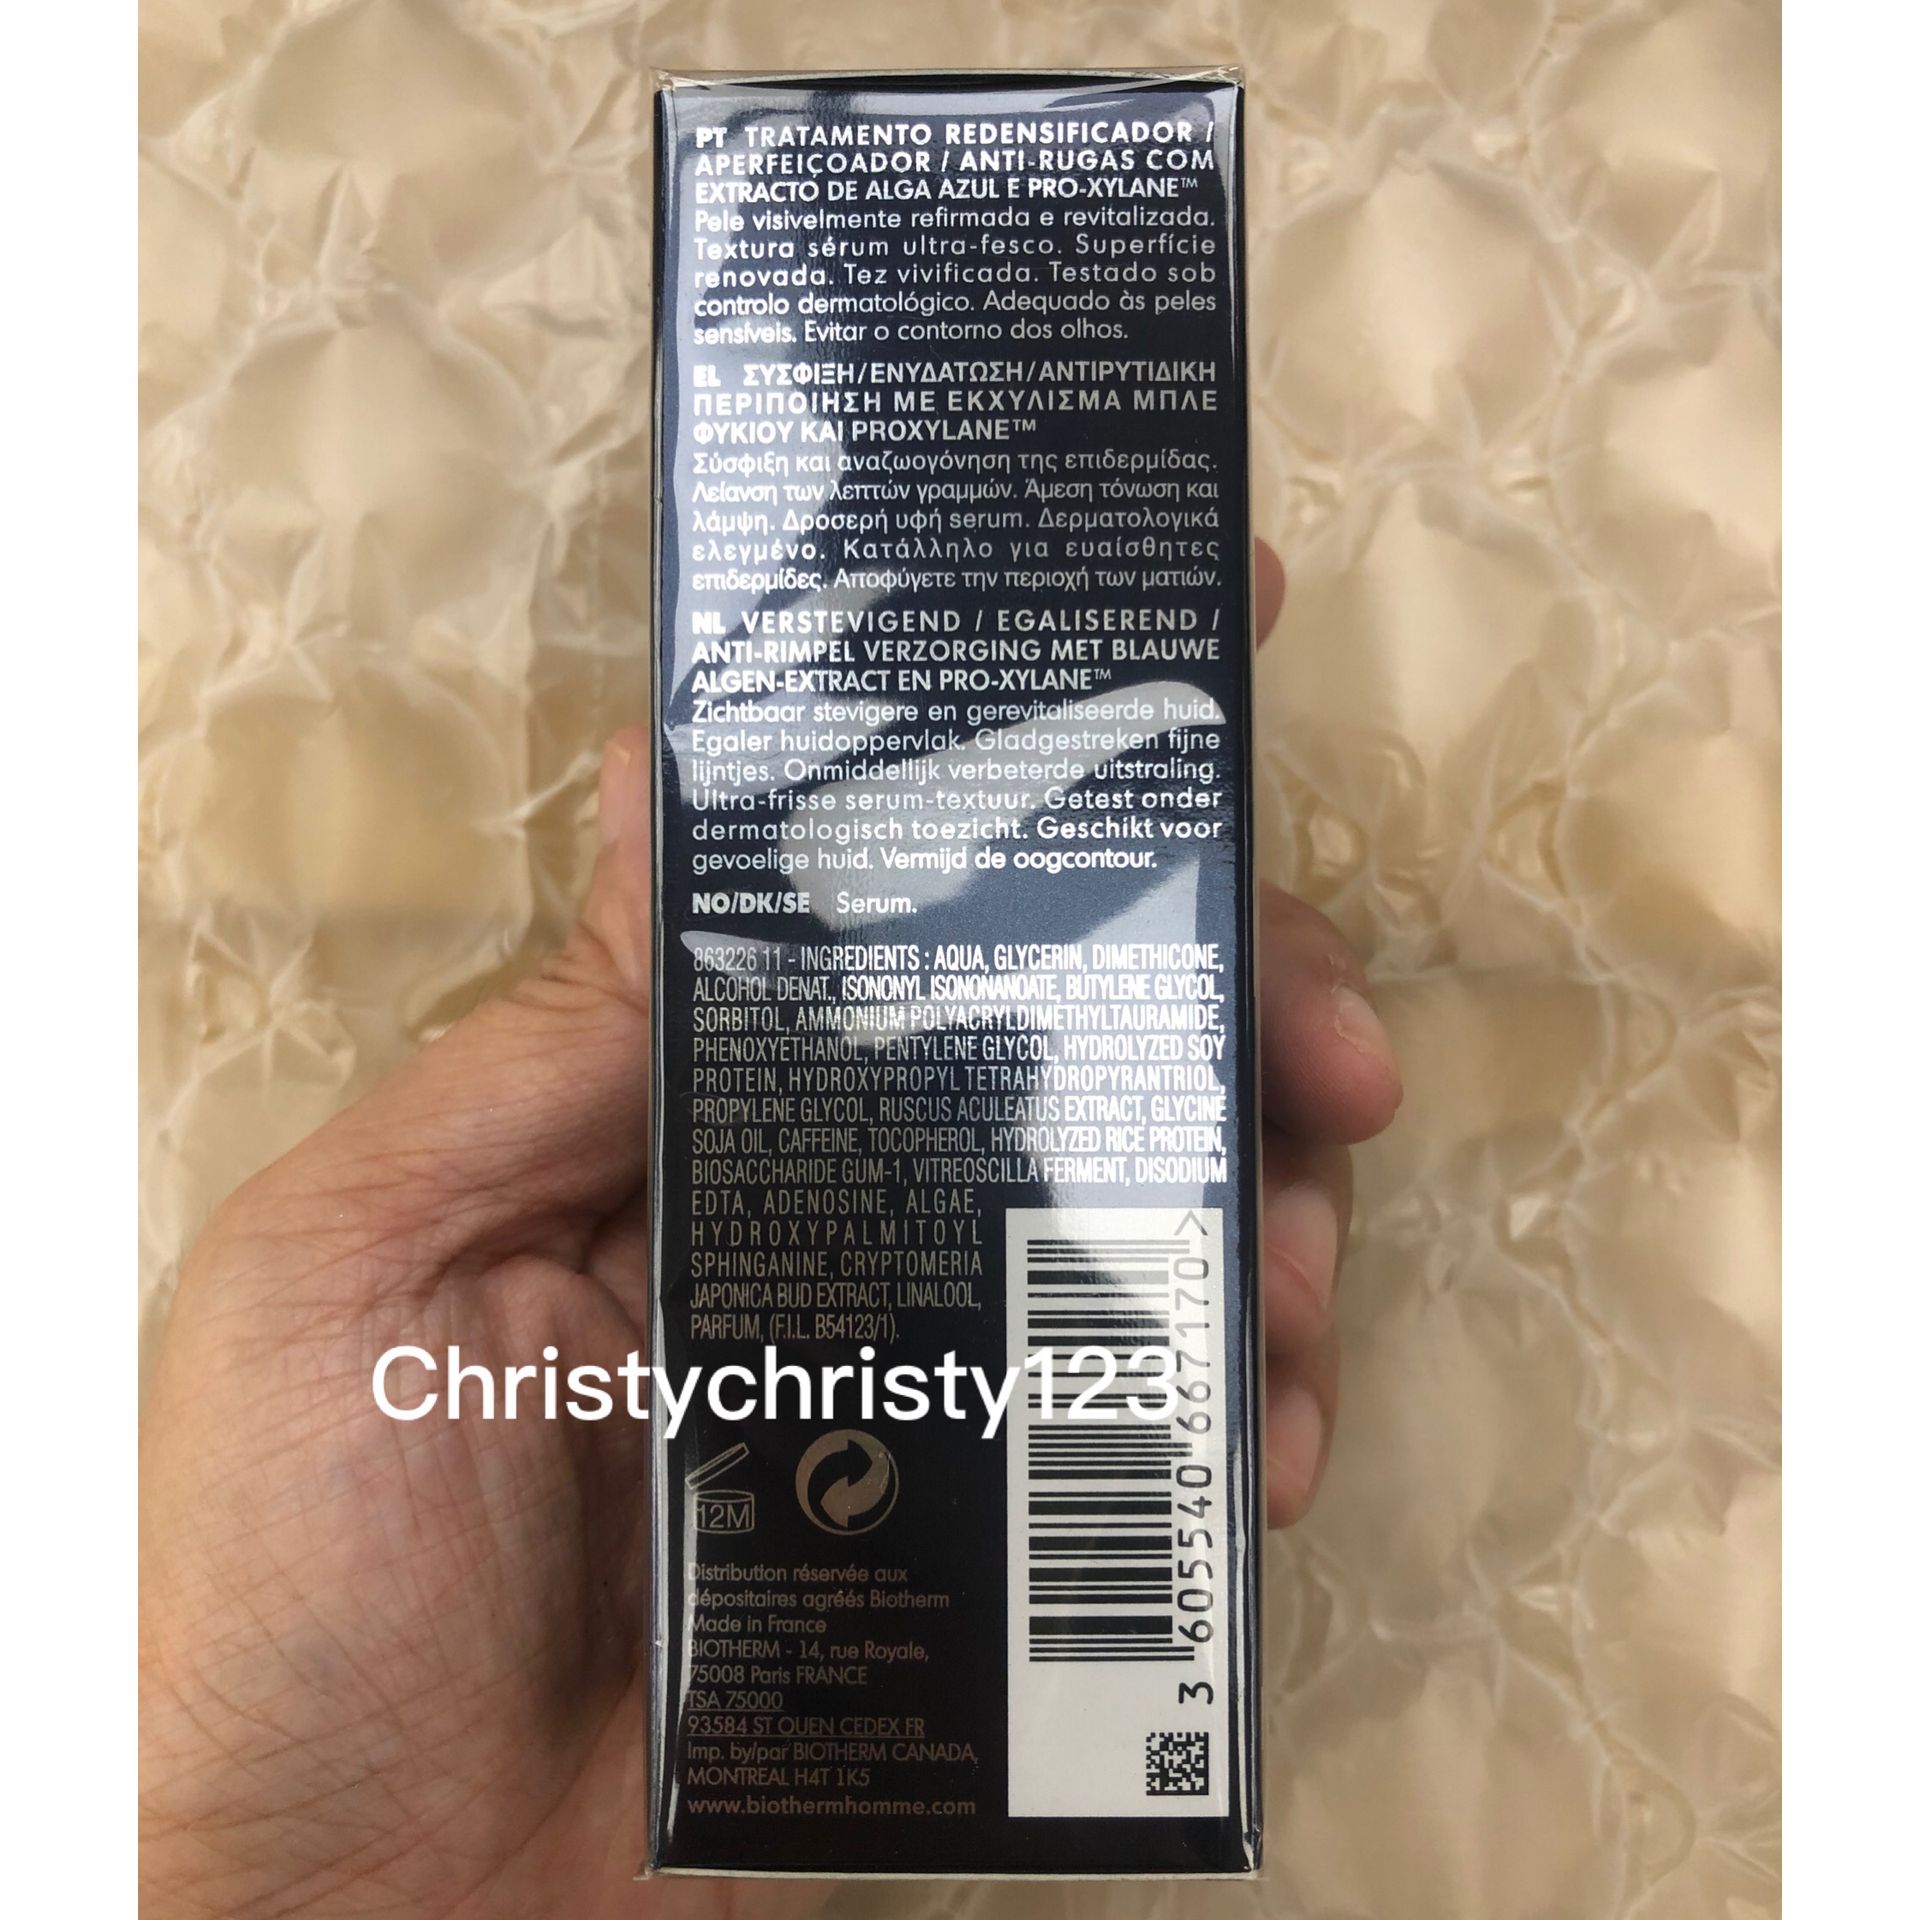 PT TRATAMENTO REDENSIFICADOR /
APERFEIÇOADOR / ANTI-RUGAS COM
EXTRACTO DE ALGA AZUL E PRO-XYLANE™
Pele visivelmente refirmada e revitalizada.
Textura sérum ultra-fesco. Superfície
renovada. Tez vivificada. Testado sob
controlo dermatológico. Adequado às peles
sensíveis. Evitar o contorno dos olhos.
EL ΣΥΣΦΙΞΗ/ΕΝΥΔΑΤΩΣΗ/ΑΝΤΙΡΥΤΙΔΙΚΗ
ΠΕΡΙΠΟΙΗΣΗ ΜΕ ΕΚΧΥΛΙΣΜΑ ΜΠΛΕ
ΦΥΚΙΟΥ ΚΑΙ PROXYLANE™
Σύσφιξη και αναζωογόνηση της επιδερμίδας.
Λείανση των λεπτών γραμμών. Άμεση τόνωση και
λάμψη. Δροσερή υφή serum. Δερματολογικά
ελεγμένο. Κατάλληλο για ευαίσθητες
επιδερμίδες. Αποφύγετε την περιοχή των ματιών.
NL VERSTEVIGEND / EGALISEREND /
ANTI-RIMPEL VERZORGING MET BLAUWE
ALGEN-EXTRACT EN PRO-XYLANE™
Zichtbaar stevigere en gerevitaliseerde huid.
Egaler huidoppervlak. Gladgestreken fijne
lijntjes. Onmiddellijk verbeterde uitstraling.
Ultra-frisse serum-textuur. Getest onder
dermatologisch toezicht. Geschikt voor
gevoelige huid. Vermijd de oogcontour.
NO/DK/SE Serum.
863226 11 - INGREDIENTS : AQUA, GLYCERIN, DIMETHICONE,
ALCOHOL DENAT., ISONONYL ISONONANOATE, BUTYLENE GLYCOL,
SORBITOL, AMMONIUM POLYACRYLDIMETHYLTAURAMIDE,
PHENOXYETHANOL, PENTYLENE GLYCOL, HYDROLYZED SOY
PROTEIN, HYDROXYPROPYL TETRAHYDROPYRANTRIOL,
PROPYLENE GLYCOL, RUSCUS ACULEATUS EXTRACT, GLYCINE
SOJA OIL, CAFFEINE, TOCOPHEROL, HYDROLYZED RICE PROTEIN,
BIOSACCHARIDE GUM-1, VITREOSCILLA FERMENT, DISODIUM
EDTA, ADENOSINE, ALGAE,
HYDROXYPALMITOYL
SPHINGANINE, CRYPTOMERIA
JAPONICA BUD EXTRACT, LINALOOL,
PARFUM, (F.I.L. B54123/1).
Christychristy123
12M
Distribution réservée aux
dépositaires agréés Biotherm
Made in France
BIOTHERM - 14, rue Royale,
75008 Paris FRANCE
TSA 75000
93584 ST OUEN CEDEX FR
Imp. by/par BIOTHERM CANADA,
MONTREAL H4T 1K5
www.biothermhomme.com
3 605540 667170 >